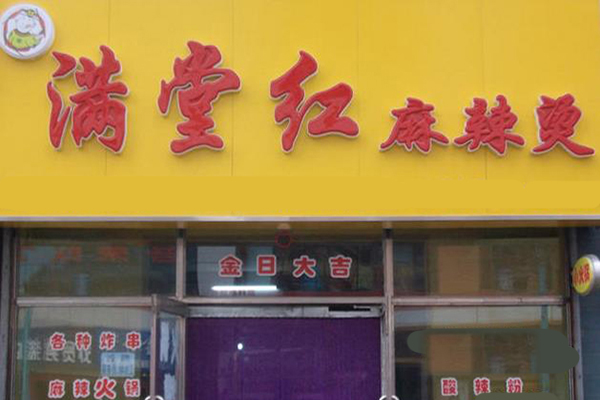 满堂红麻辣烫
金日大吉
各种炸串
麻辣火锅
酸辣粉